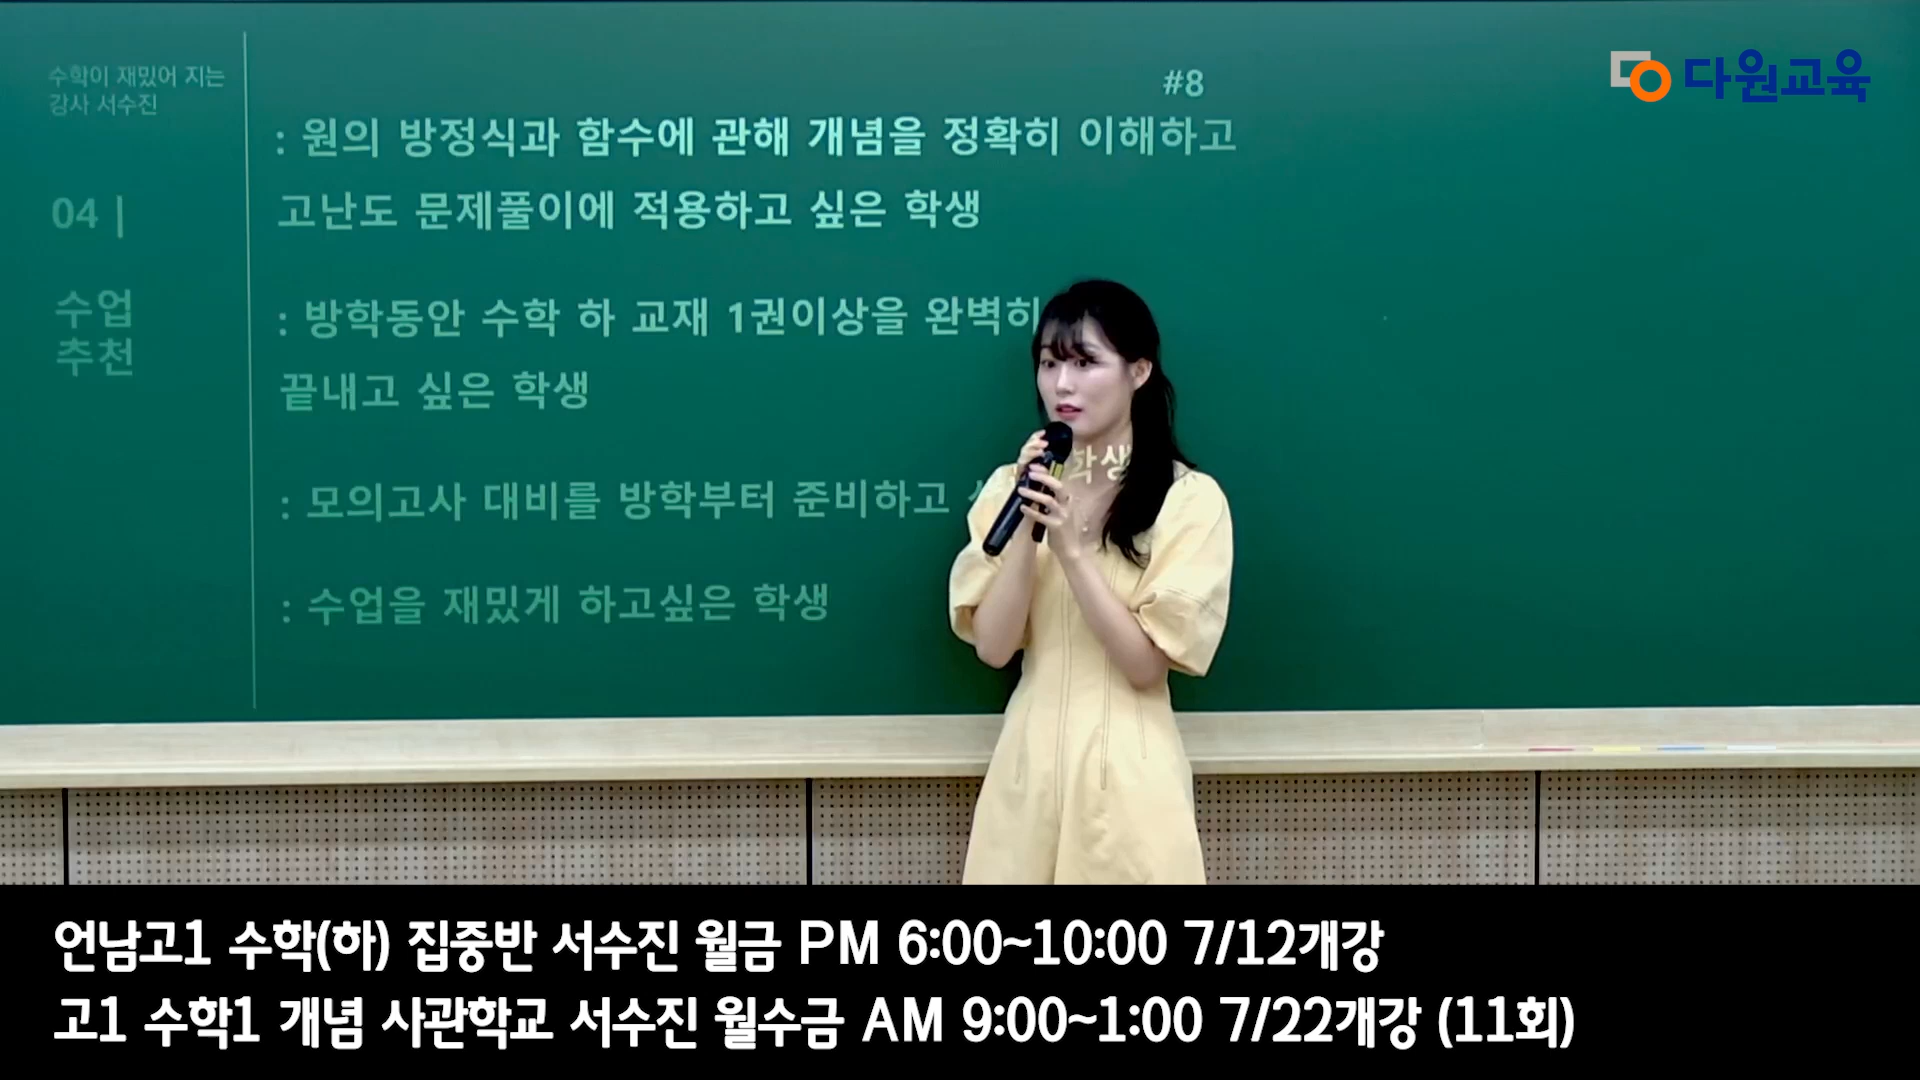 수학이 재밌어 지는
강사 서수진
#8
다원교육
04 |
수업
추천
: 원의 방정식과 함수에 관해 개념을 정확히 이해하고
고난도 문제풀이에 적용하고 싶은 학생
: 방학동안 수학 하 교재 1권이상을 완벽히
끝내고 싶은 학생
: 모의고사 대비를 방학부터 준비하고 학생
: 수업을 재밌게 하고싶은 학생
언남고1 수학(하) 집중반 서수진 월금 PM 6:00~10:00 7/12개강
고1 수학1 개념 사관학교 서수진 월수금 AM 9:00~1:00 7/22개강 (11회)